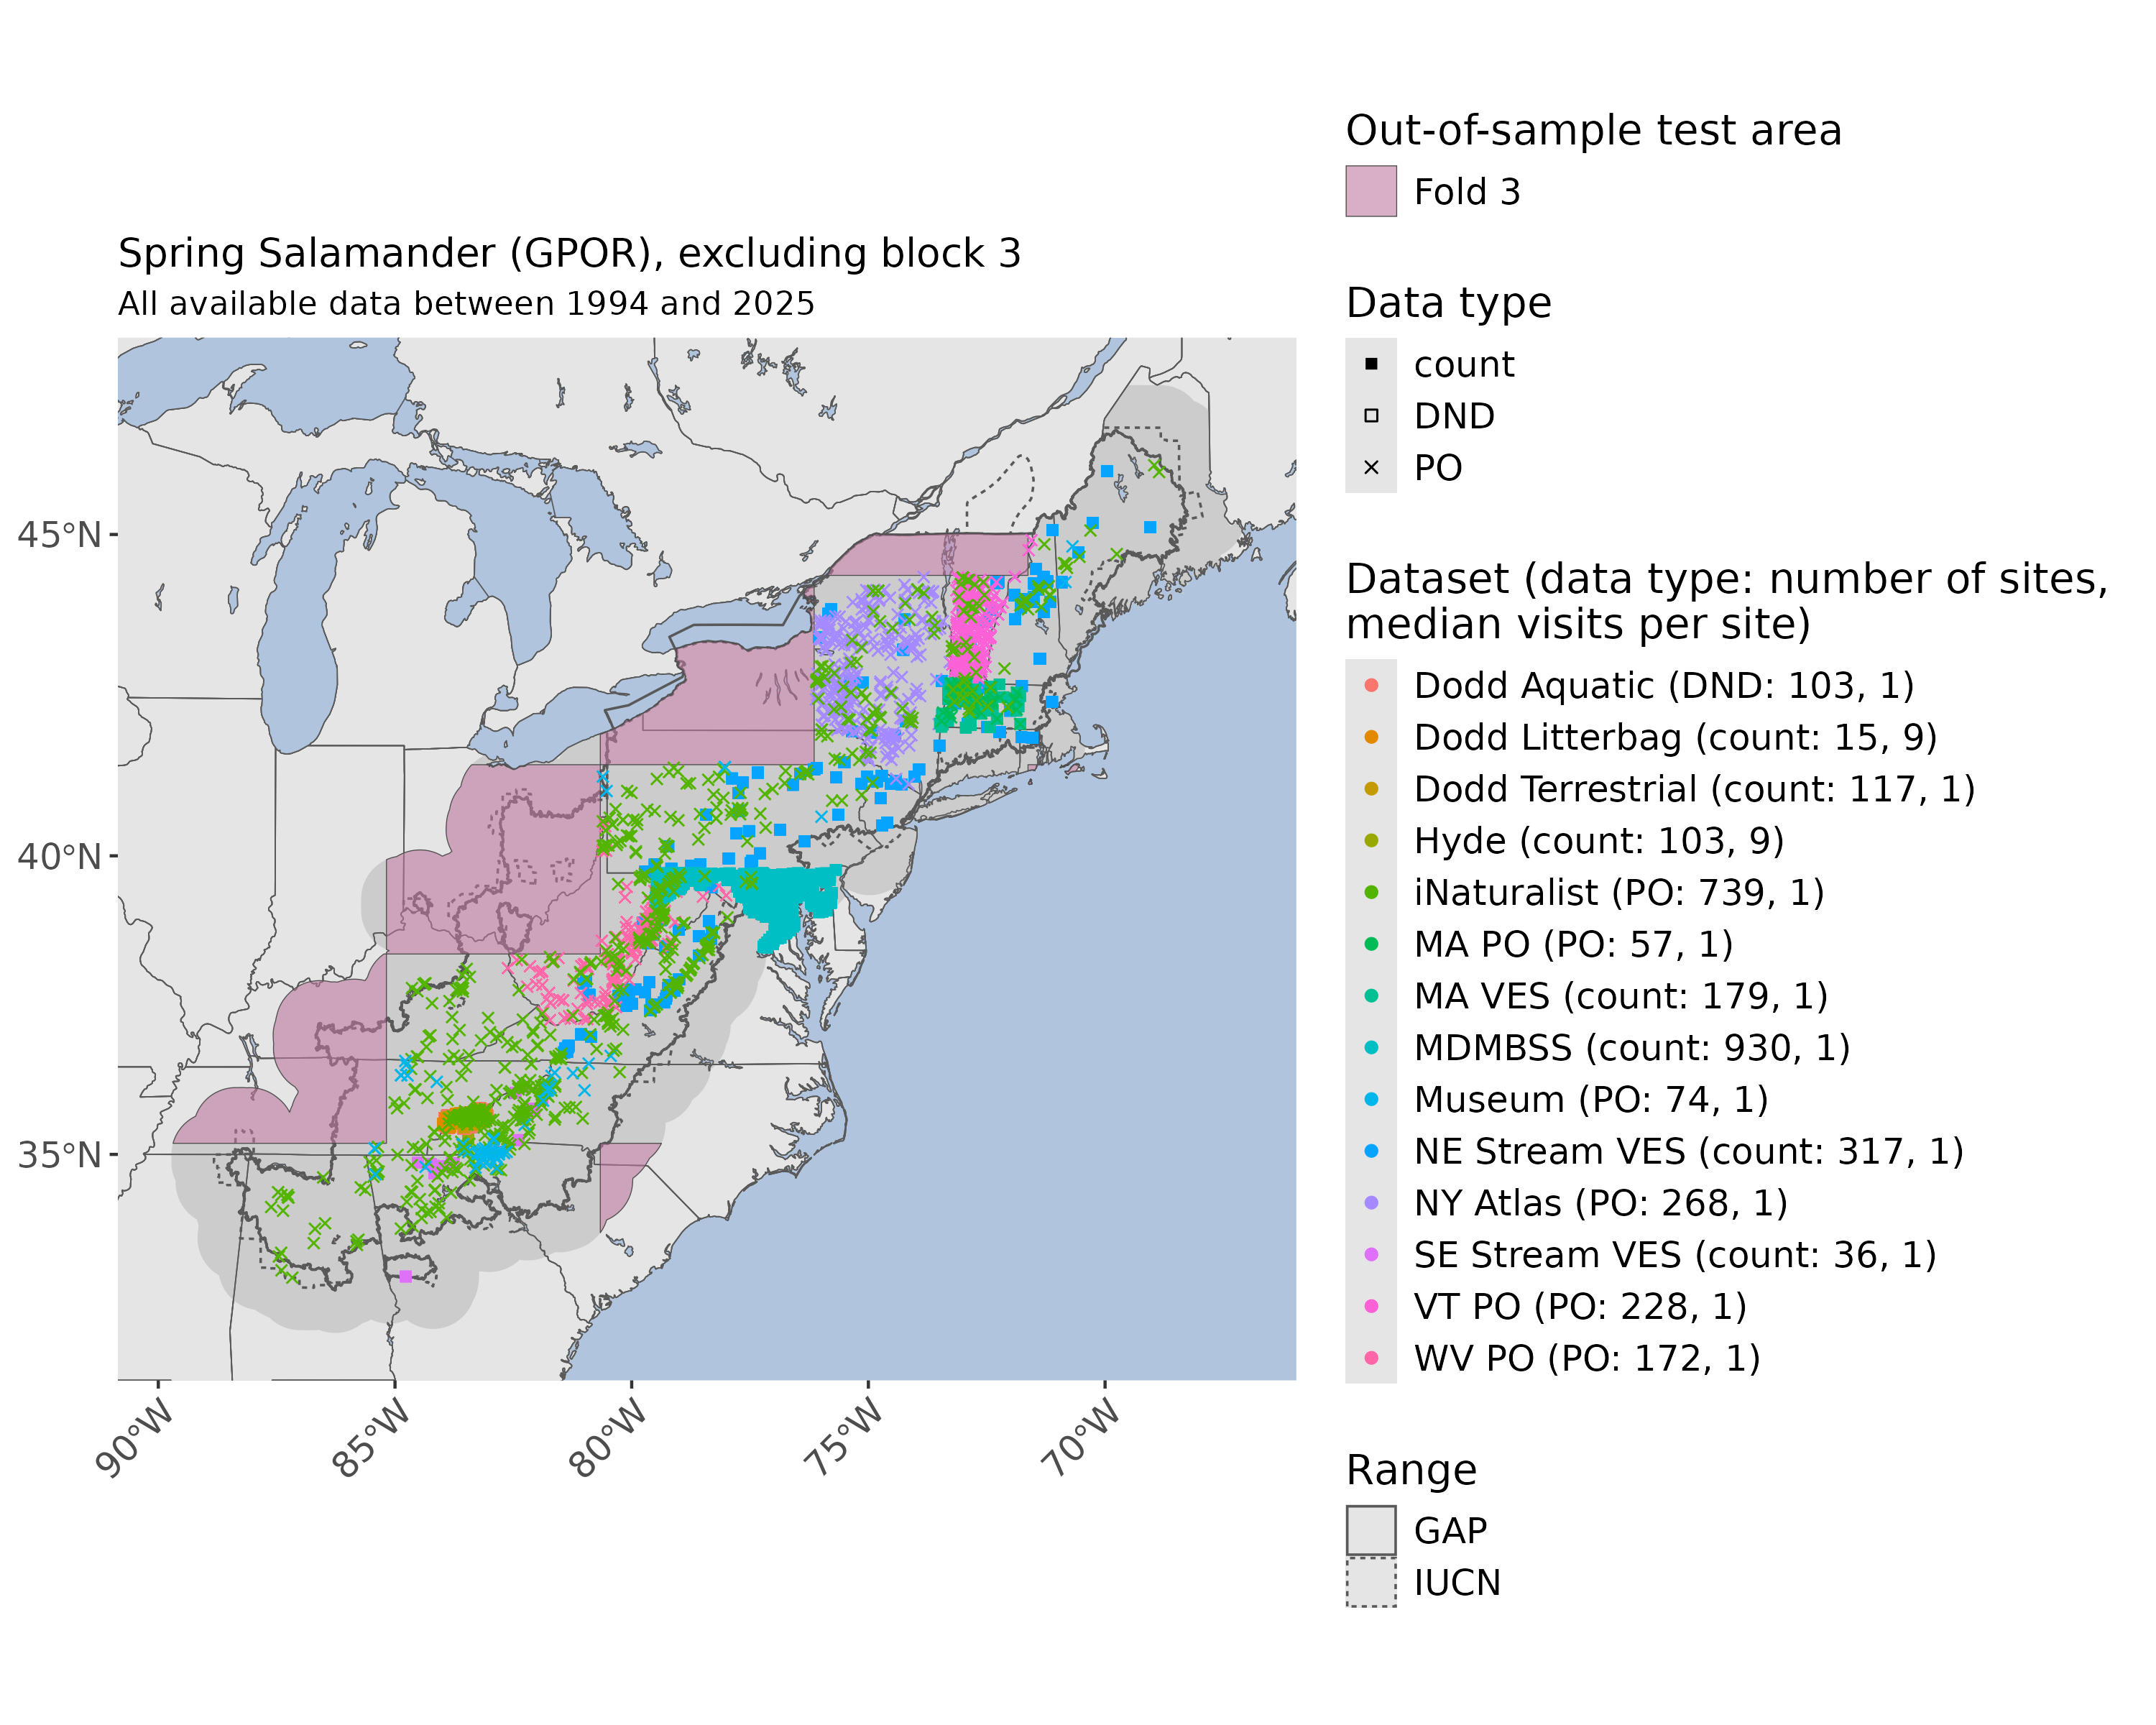 Spring Salamander (GPOR), excluding block 3
All available data between 1994 and 2025
45°N
40°N
35°N
90°W
85°W
80°W
75°W
70°W
Out-of-sample test area
Fold 3
Data type
count
DND
PO
Dataset (data type: number of sites,
median visits per site)
Dodd Aquatic (DND: 103, 1)
Dodd Litterbag (count: 15, 9)
Dodd Terrestrial (count: 117, 1)
Hyde (count: 103, 9)
iNaturalist (PO: 739, 1)
MA PO (PO: 57, 1)
MA VES (count: 179, 1)
MDMBSS (count: 930, 1)
Museum (PO: 74, 1)
NE Stream VES (count: 317, 1)
NY Atlas (PO: 268, 1)
SE Stream VES (count: 36, 1)
VT PO (PO: 228, 1)
WV PO (PO: 172, 1)
Range
GAP
IUCN